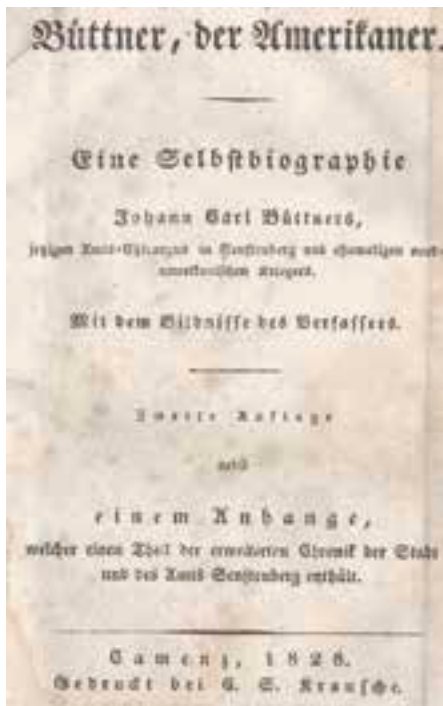 Büttner, der Amerikaner.
Eine Selbstbiographie
Johann Carl Büttners,
jetzigen Amts-Chirurgus in Senftenberg und ehemaligen nord-
amerikanischen Kriegers.
Mit dem Bildnisse des Verfassers.
Zweite Auflage
nebst
einem Anhange,
welcher einen Theil der erweiterten Chronik der Stadt
und des Amts Senftenberg enthält.
Camenz, 1828.
Gedruckt bei C. S. Krausche.